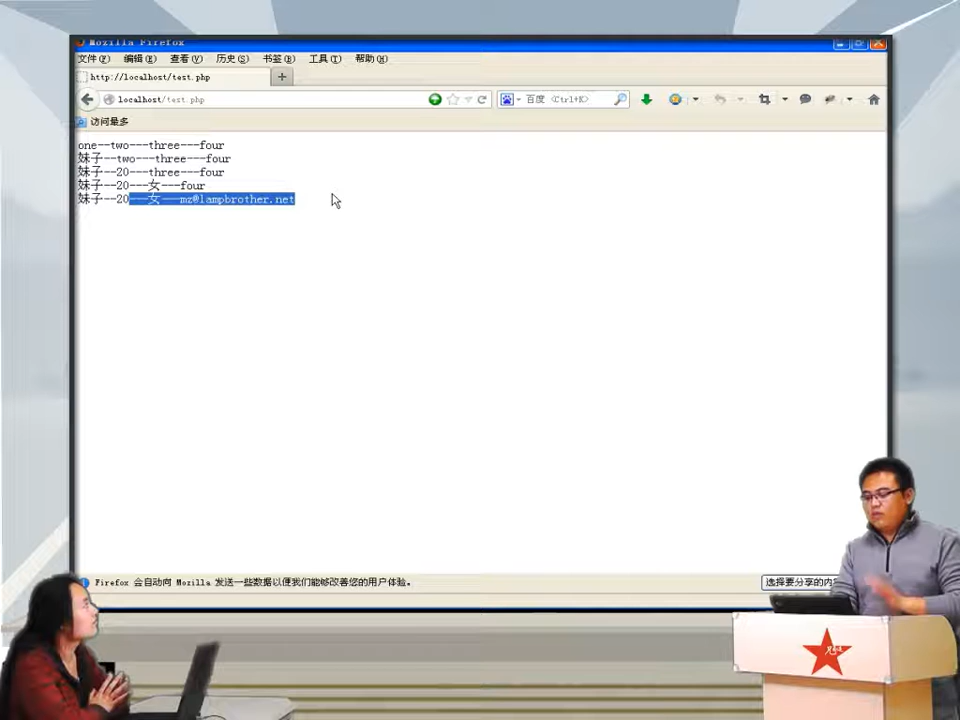 Mozilla Firefox
文件(F) 编辑(E) 查看(V) 历史(S) 书签(B) 工具(T) 帮助(H)
http://localhost/test.php
localhost/test.php 百度 <Ctrl+K>
访问最多
one--two---three---four
妹子--two---three---four
妹子--20---three---four
妹子--20---女---four
妹子--20---女---mz@lampbrother.net
Firefox 会自动向 Mozilla 发送一些数据以便我们能够改善您的用户体验。 选择要分享的内